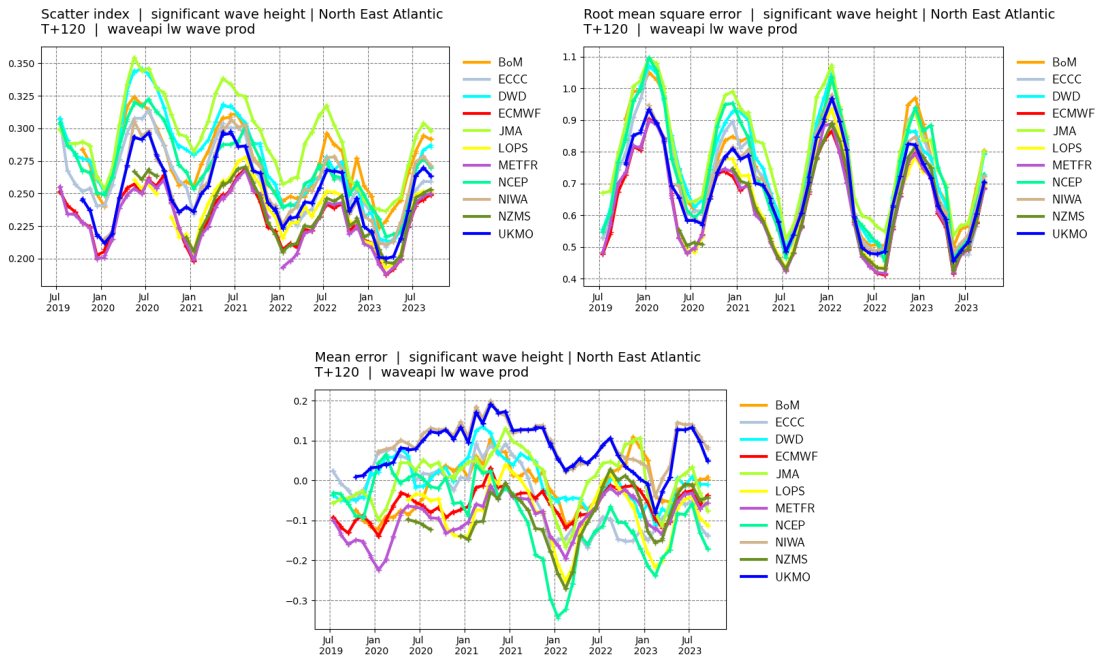 Scatter index | significant wave height | North East Atlantic
T+120 | waveapi lw wave prod
0.350
0.325
0.300
0.275
0.250
0.225
0.200
Jul Jan Jul Jan Jul Jan Jul Jan Jul
2019 2020 2020 2021 2021 2022 2022 2023 2023
BoM
ECCC
DWD
ECMWF
JMA
LOPS
METFR
NCEP
NIWA
NZMS
UKMO
Root mean square error | significant wave height | North East Atlantic
T+120 | waveapi lw wave prod
1.1
1.0
0.9
0.8
0.7
0.6
0.5
0.4
Jul Jan Jul Jan Jul Jan Jul Jan Jul
2019 2020 2020 2021 2021 2022 2022 2023 2023
BoM
ECCC
DWD
ECMWF
JMA
LOPS
METFR
NCEP
NIWA
NZMS
UKMO
Mean error | significant wave height | North East Atlantic
T+120 | waveapi lw wave prod
0.2
0.1
0.0
−0.1
−0.2
−0.3
Jul Jan Jul Jan Jul Jan Jul Jan Jul
2019 2020 2020 2021 2021 2022 2022 2023 2023
BoM
ECCC
DWD
ECMWF
JMA
LOPS
METFR
NCEP
NIWA
NZMS
UKMO